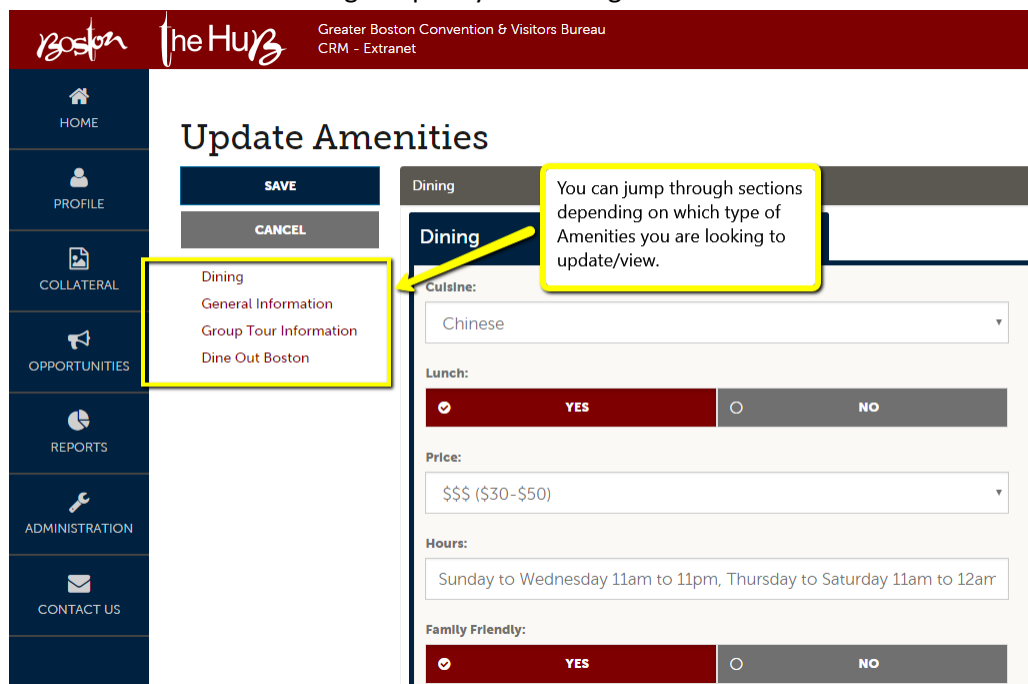 Boston
the HuB
Greater Boston Convention & Visitors Bureau
CRM - Extranet
HOME
PROFILE
COLLATERAL
OPPORTUNITIES
REPORTS
ADMINISTRATION
CONTACT US
Update Amenities
SAVE
CANCEL
Dining
General Information
Group Tour Information
Dine Out Boston
Dining
You can jump through sections
depending on which type of
Amenities you are looking to
update/view.
Dining
Cuisine:
Chinese
Lunch:
YES
NO
Price:
$$$ ($30-$50)
Hours:
Sunday to Wednesday 11am to 11pm, Thursday to Saturday 11am to 12am
Family Friendly:
YES
NO